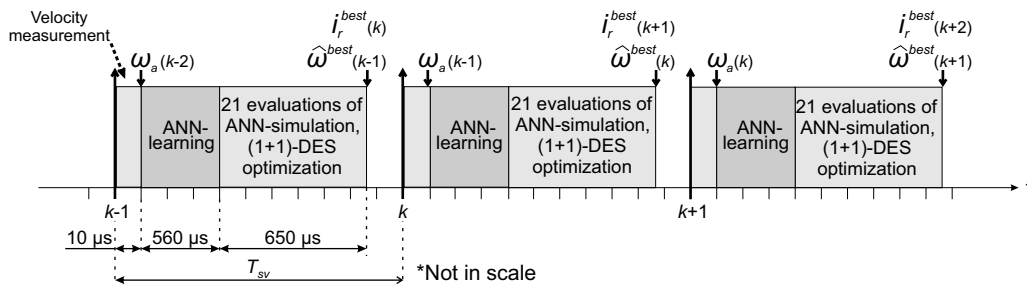 Velocity
measurement
ω_a(k-2)
i_r^best(k)
ω̂^best(k-1)
ω_a(k-1)
i_r^best(k+1)
ω̂^best(k)
ω_a(k)
i_r^best(k+2)
ω̂^best(k+1)
ANN-
learning
21 evaluations of
ANN-simulation,
(1+1)-DES
optimization
ANN-
learning
21 evaluations of
ANN-simulation,
(1+1)-DES
optimization
ANN-
learning
21 evaluations of
ANN-simulation,
(1+1)-DES
optimization
k-1
k
k+1
10 µs
560 µs
650 µs
T_sv
*Not in scale